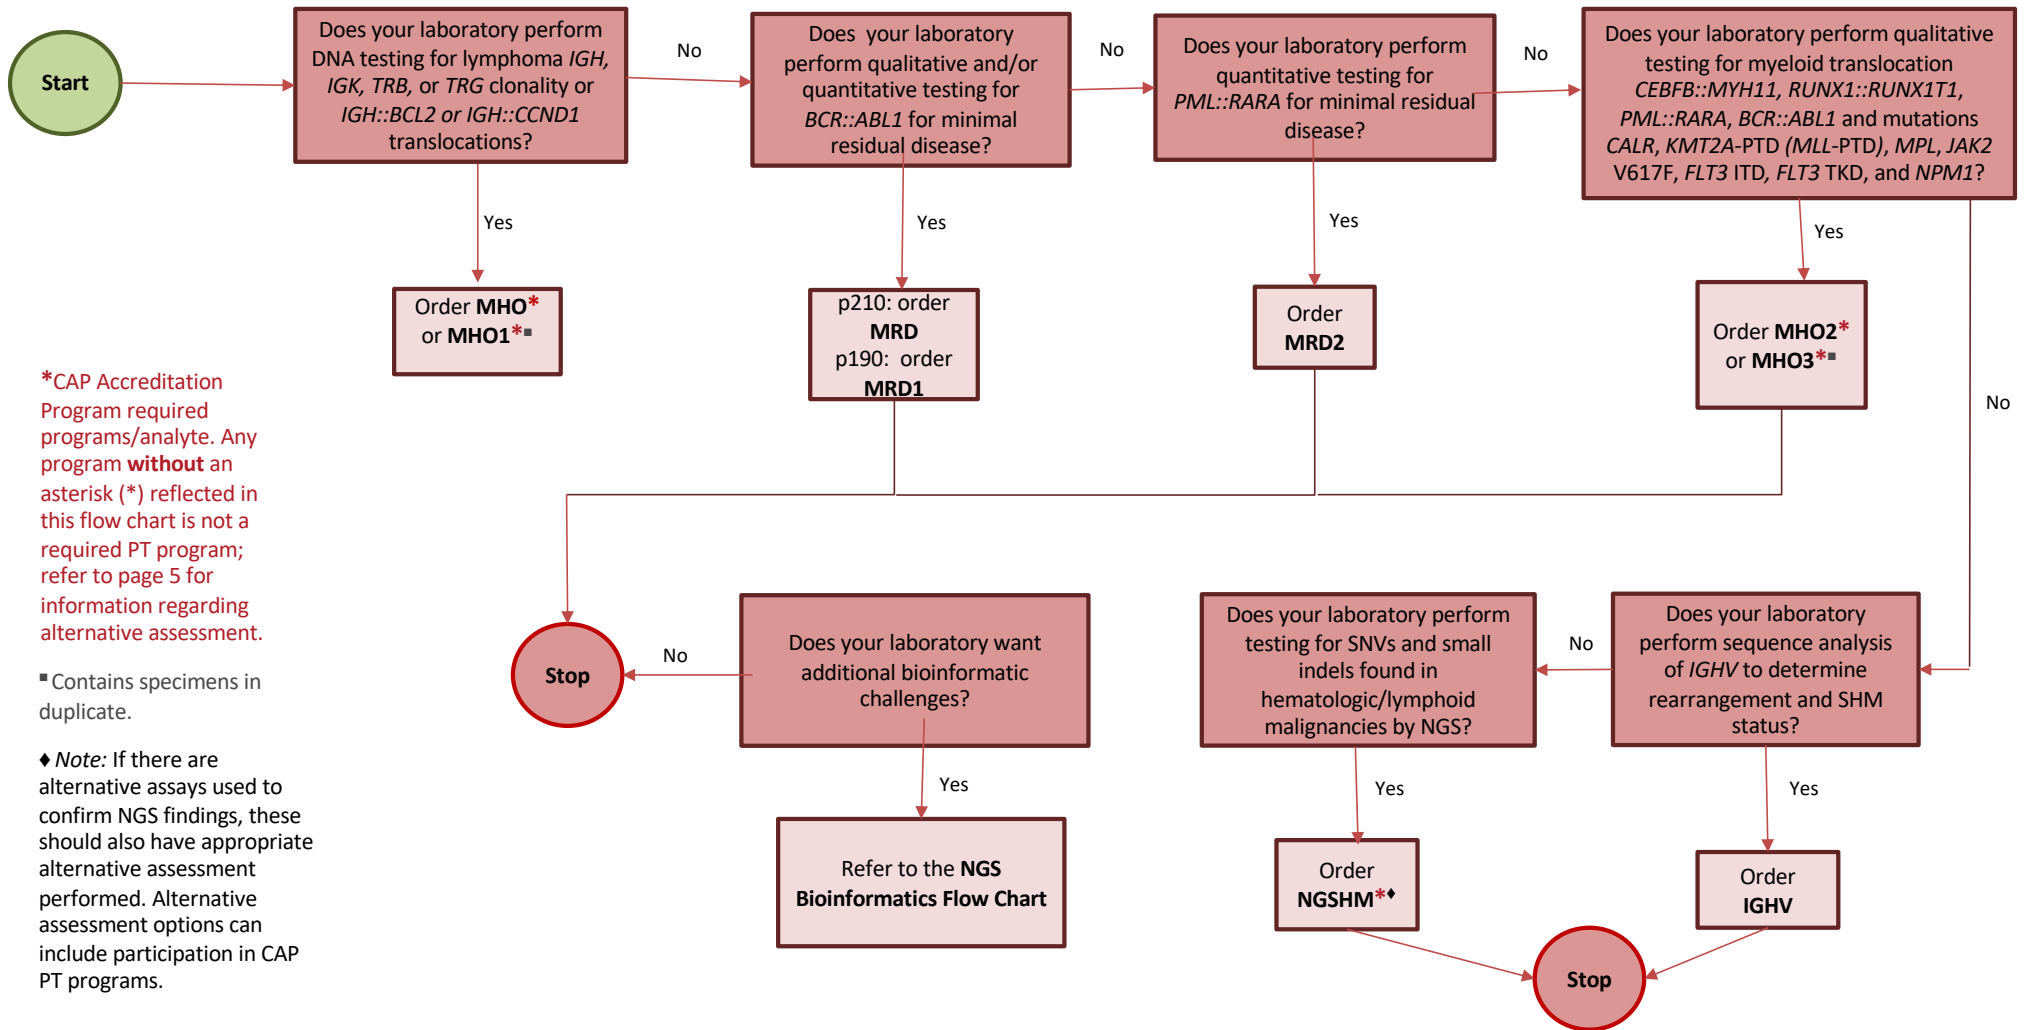 Start
Does your laboratory perform
DNA testing for lymphoma IGH,
IGK, TRB, or TRG clonality or
IGH::BCL2 or IGH::CCND1
translocations?
No
Does your laboratory
perform qualitative and/or
quantitative testing for
BCR::ABL1 for minimal
residual disease?
No
Does your laboratory perform
quantitative testing for
PML::RARA for minimal residual
disease?
No
Does your laboratory perform qualitative
testing for myeloid translocation
CEBFB::MYH11, RUNX1::RUNX1T1,
PML::RARA, BCR::ABL1 and mutations
CALR, KMT2A-PTD (MLL-PTD), MPL, JAK2
V617F, FLT3 ITD, FLT3 TKD, and NPM1?
Yes
Yes
Yes
Yes
No
Order MHO*
or MHO1*■
p210: order
MRD
p190: order
MRD1
Order
MRD2
Order MHO2*
or MHO3*■
*CAP Accreditation
Program required
programs/analyte. Any
program without an
asterisk (*) reflected in
this flow chart is not a
required PT program;
refer to page 5 for
information regarding
alternative assessment.
■ Contains specimens in
duplicate.
♦ Note: If there are
alternative assays used to
confirm NGS findings, these
should also have appropriate
alternative assessment
performed. Alternative
assessment options can
include participation in CAP
PT programs.
Stop
No
Does your laboratory want
additional bioinformatic
challenges?
Yes
Refer to the NGS
Bioinformatics Flow Chart
Does your laboratory perform
testing for SNVs and small
indels found in
hematologic/lymphoid
malignancies by NGS?
No
Does your laboratory
perform sequence analysis
of IGHV to determine
rearrangement and SHM
status?
Yes
Yes
Order
NGSHM*♦
Order
IGHV
Stop